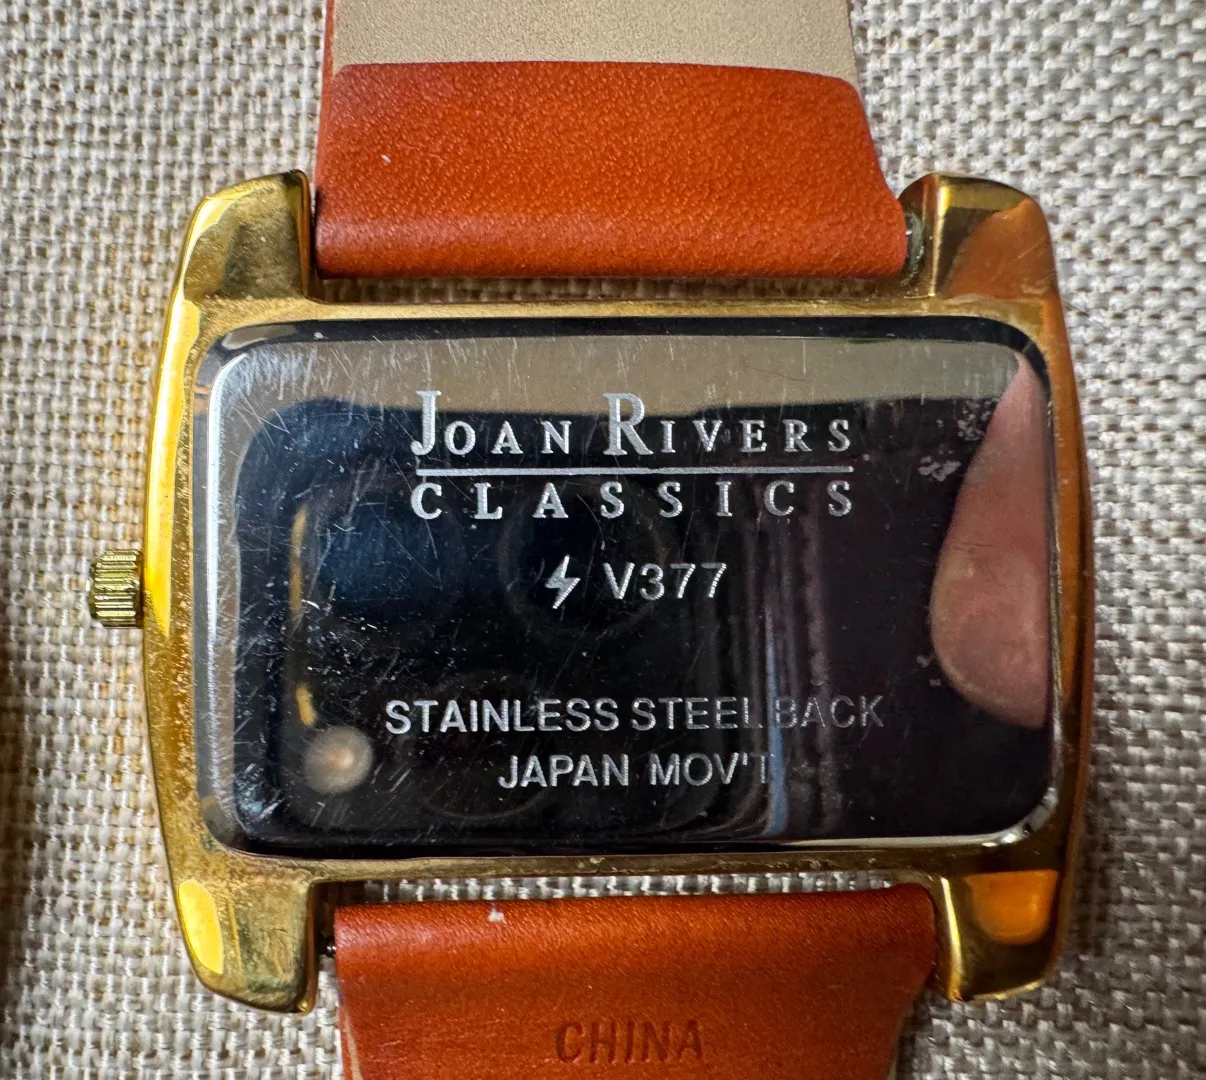 JOAN RIVERS
CLASSICS
V377
STAINLESS STEEL BACK
JAPAN MOV'T
CHINA